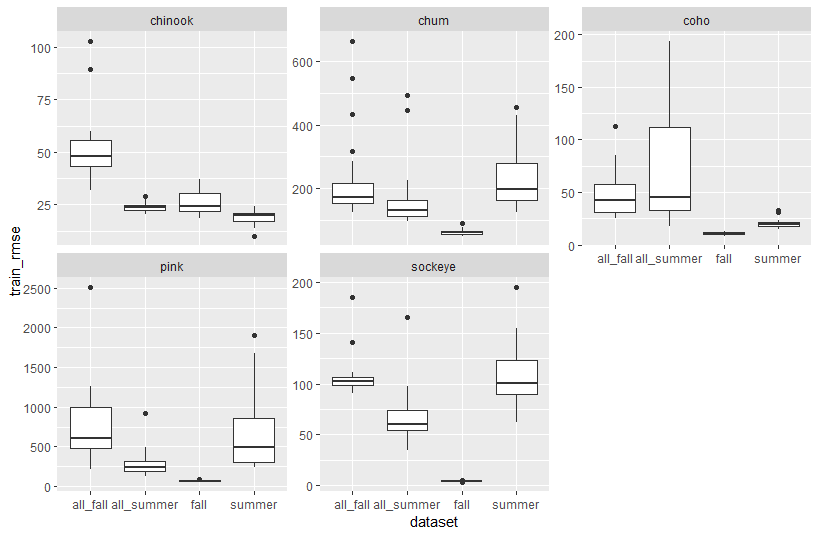 chinook
chum
coho
100
75
50
25
600
400
200
200
150
100
50
0
all_fall all_summer fall summer
train_rmse
pink
sockeye
2500
2000
1500
1000
500
0
200
150
100
50
0
all_fall all_summer fall summer
all_fall all_summer fall summer
dataset